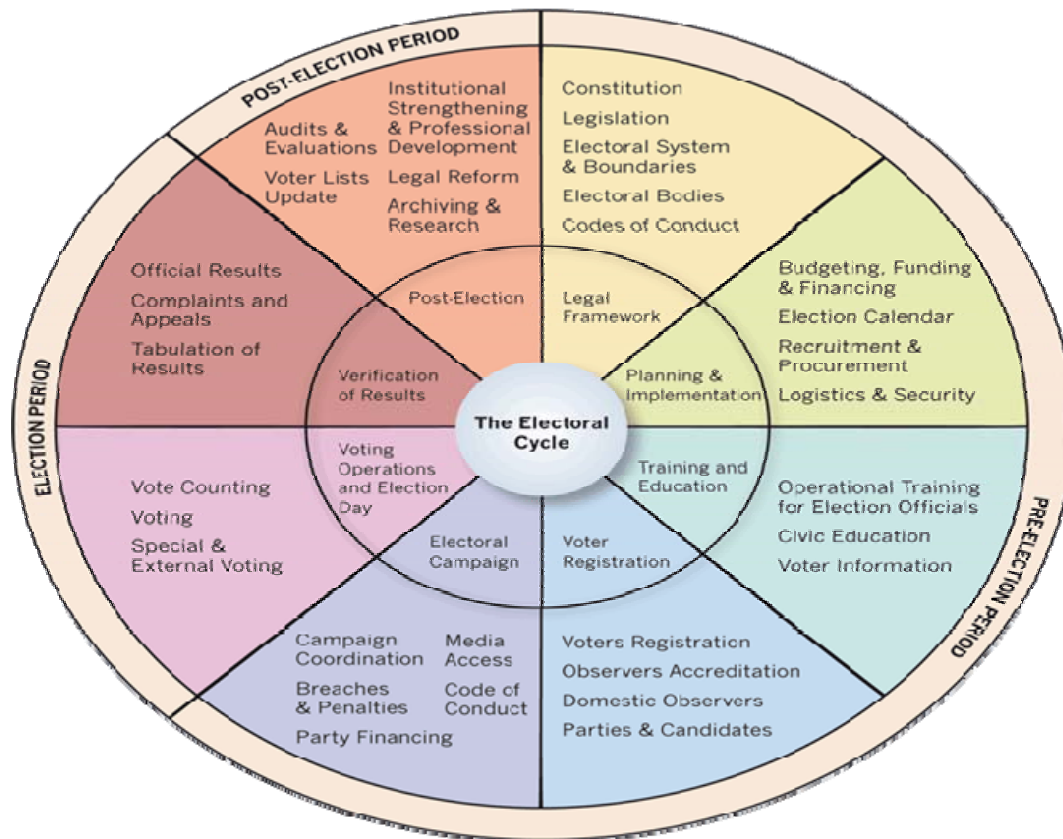 POST-ELECTION PERIOD
ELECTION PERIOD
PRE-ELECTION PERIOD
The Electoral
Cycle
Constitution
Legislation
Electoral System
& Boundaries
Electoral Bodies
Codes of Conduct
Legal
Framework
Budgeting, Funding
& Financing
Election Calendar
Recruitment &
Procurement
Logistics & Security
Planning &
Implementation
Operational Training
for Election Officials
Civic Education
Voter Information
Training and
Education
Voters Registration
Observers Accreditation
Domestic Observers
Parties & Candidates
Voter
Registration
Campaign
Coordination
Breaches
& Penalties
Party Financing
Media
Access
Code of
Conduct
Electoral
Campaign
Vote Counting
Voting
Special &
External Voting
Voting
Operations
and Election
Day
Official Results
Complaints and
Appeals
Tabulation of
Results
Verification
of Results
Audits &
Evaluations
Voter Lists
Update
Institutional
Strengthening
& Professional
Development
Legal Reform
Archiving &
Research
Post-Election